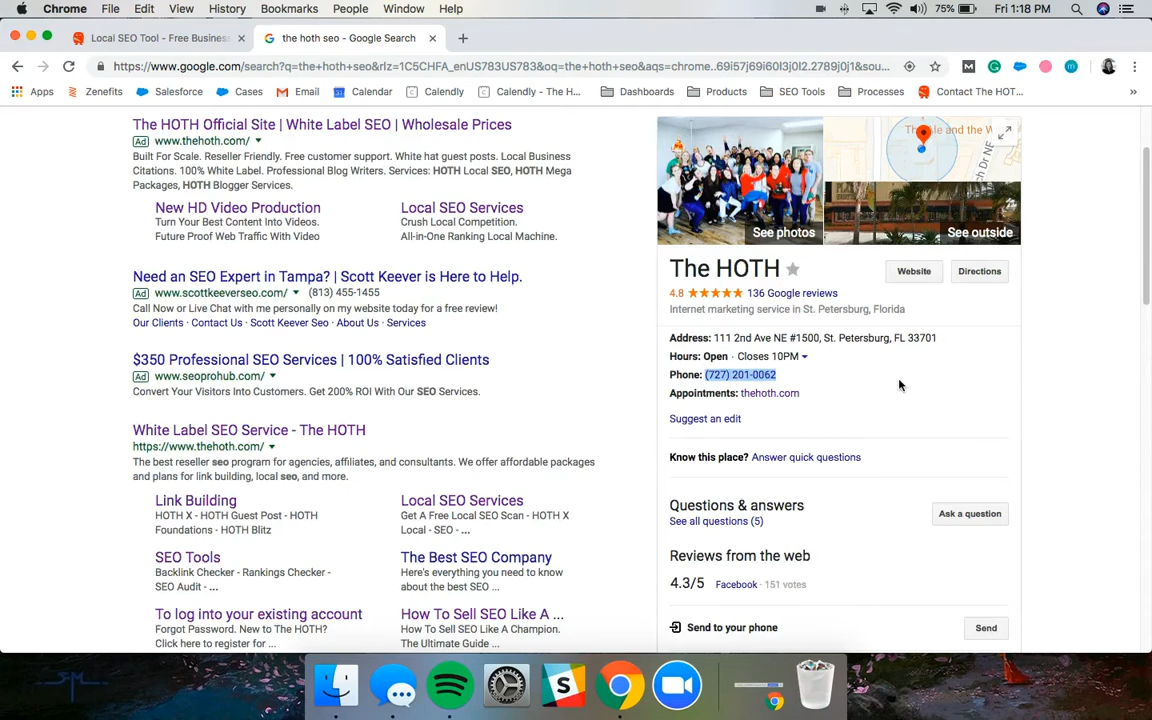 Chrome File Edit View History Bookmarks People Window Help 75% Fri 1:18 PM
Local SEO Tool - Free Business the hoth seo - Google Search
https://www.google.com/search?q=the+hoth+seo&rlz=1C5CHFA_enUS783US783&oq=the+hoth+seo&aqs=chrome..69i57j69i60l3j0l2.2789j0j1&sou...
Apps Zenefits Salesforce Cases Email Calendar Calendly Calendly - The H... Dashboards Products SEO Tools Processes Contact The HOT... »
The HOTH Official Site | White Label SEO | Wholesale Prices
Ad www.thehoth.com/
Built For Scale. Reseller Friendly. Free customer support. White hat guest posts. Local Business
Citations. 100% White Label. Professional Blog Writers. Services: HOTH Local SEO, HOTH Mega
Packages, HOTH Blogger Services.
New HD Video Production
Turn Your Best Content Into Videos.
Future Proof Web Traffic With Video
Local SEO Services
Crush Local Competition.
All-in-One Ranking Local Machine.
Need an SEO Expert in Tampa? | Scott Keever is Here to Help.
Ad www.scottkeeverseo.com/ (813) 455-1455
Call Now or Live Chat with me personally on my website today for a free review!
Our Clients · Contact Us · Scott Keever Seo · About Us · Services
$350 Professional SEO Services | 100% Satisfied Clients
Ad www.seoprohub.com/
Convert Your Visitors Into Customers. Get 200% ROI With Our SEO Services.
White Label SEO Service - The HOTH
https://www.thehoth.com/
The best reseller seo program for agencies, affiliates, and consultants. We offer affordable packages
and plans for link building, local seo, and more.
Link Building
HOTH X - HOTH Guest Post - HOTH
Foundations - HOTH Blitz
Local SEO Services
Get A Free Local SEO Scan - HOTH X
Local - SEO - ...
SEO Tools
Backlink Checker - Rankings Checker -
SEO Audit - ...
The Best SEO Company
Here's everything you need to know
about the best SEO ...
To log into your existing account
Forgot Password. New to The HOTH?
Click here to register for ...
How To Sell SEO Like A ...
How To Sell SEO Like A Champion.
The Ultimate Guide ...
See photos
See outside
The HOTH
Website Directions
4.8 136 Google reviews
Internet marketing service in St. Petersburg, Florida
Address: 111 2nd Ave NE #1500, St. Petersburg, FL 33701
Hours: Open · Closes 10PM
Phone: (727) 201-0062
Appointments: thehoth.com
Suggest an edit
Know this place? Answer quick questions
Questions & answers
See all questions (5)
Ask a question
Reviews from the web
4.3/5 Facebook · 151 votes
Send to your phone
Send